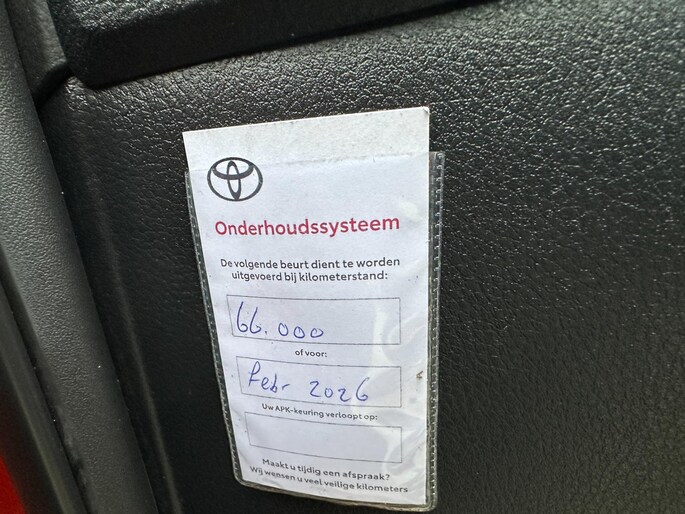 Onderhoudssysteem
De volgende beurt dient te worden
uitgevoerd bij kilometerstand:
66.000
of voor:
Febr 2026
Uw APK-keuring verloopt op:
Maakt u tijdig een afspraak?
Wij wensen u veel veilige kilometers